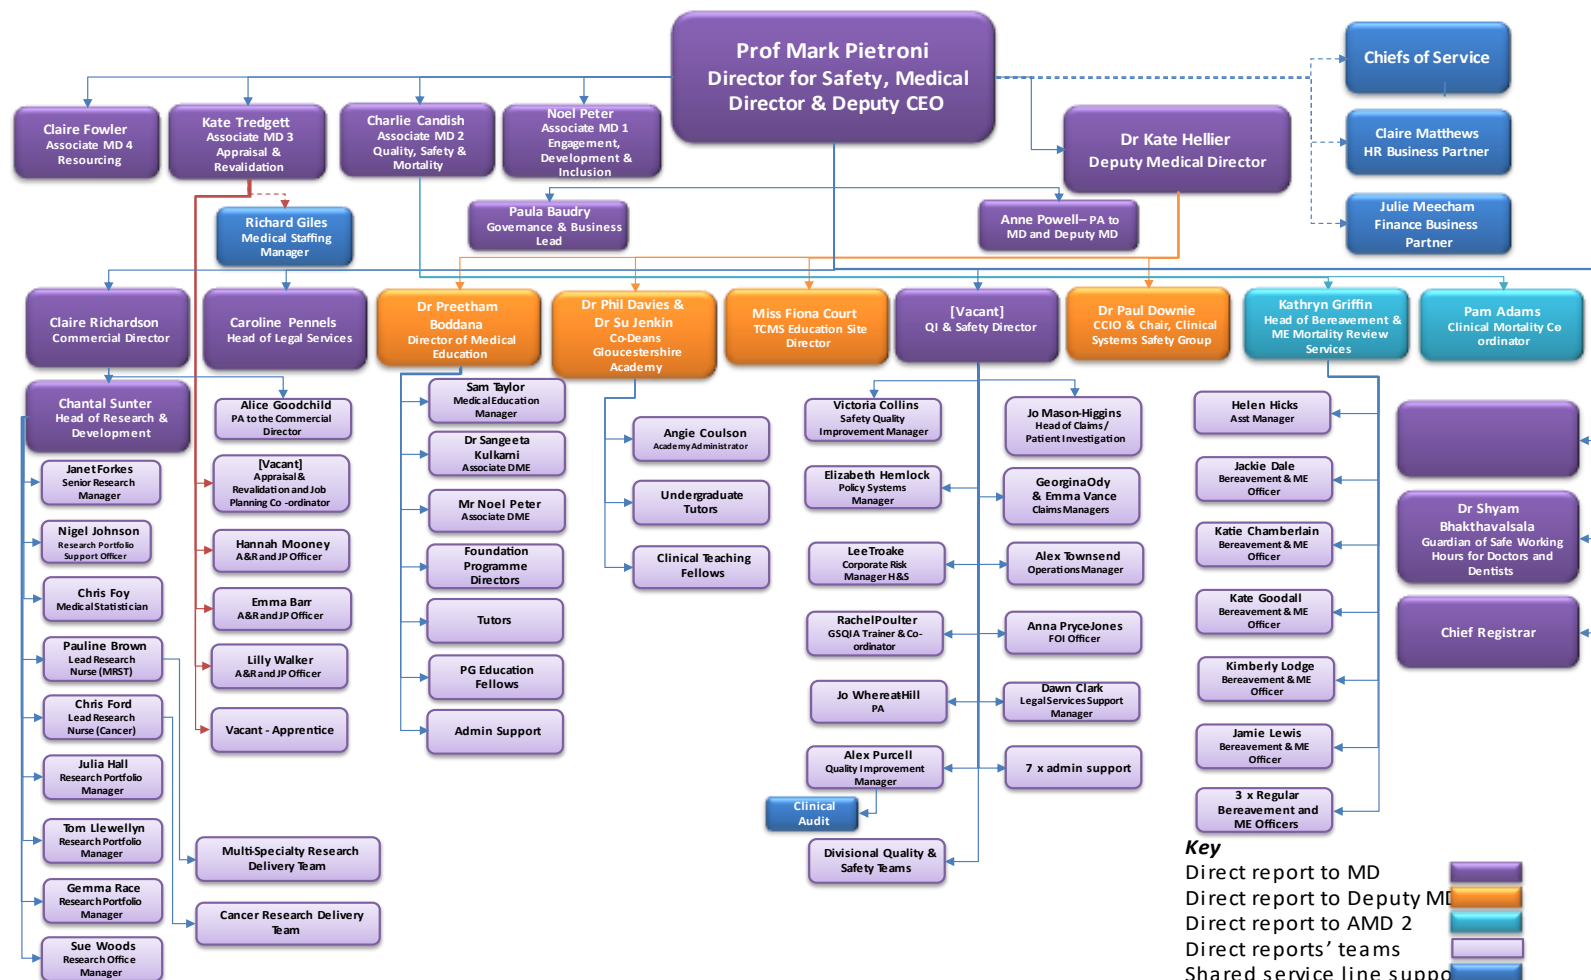 Prof Mark Pietroni
Director for Safety, Medical
Director & Deputy CEO
Chiefs of Service
Claire Matthews
HR Business Partner
Julie Meecham
Finance Business
Partner
Claire Fowler
Associate MD 4
Resourcing
Kate Tredgett
Associate MD 3
Appraisal &
Revalidation
Charlie Candish
Associate MD 2
Quality, Safety &
Mortality
Noel Peter
Associate MD 1
Engagement,
Development &
Inclusion
Dr Kate Hellier
Deputy Medical Director
Richard Giles
Medical Staffing
Manager
Paula Baudry
Governance & Business
Lead
Anne Powell– PA to
MD and Deputy MD
Claire Richardson
Commercial Director
Caroline Pennels
Head of Legal Services
Dr Preetham
Boddana
Director of Medical
Education
Dr Phil Davies &
Dr Su Jenkin
Co-Deans
Gloucestershire
Academy
Miss Fiona Court
TCMS Education Site
Director
[Vacant]
QI & Safety Director
Dr Paul Downie
CCIO & Chair, Clinical
Systems Safety Group
Kathryn Griffin
Head of Bereavement &
ME Mortality Review
Services
Pam Adams
Clinical Mortality Co
ordinator
Chantal Sunter
Head of Research &
Development
Janet Forkes
Senior Research
Manager
Nigel Johnson
Research Portfolio
Support Officer
Chris Foy
Medical Statistician
Pauline Brown
Lead Research
Nurse (MRST)
Chris Ford
Lead Research
Nurse (Cancer)
Julia Hall
Research Portfolio
Manager
Tom Llewellyn
Research Portfolio
Manager
Gemma Race
Research Portfolio
Manager
Sue Woods
Research Office
Manager
Alice Goodchild
PA to the Commercial
Director
[Vacant]
Appraisal &
Revalidation and Job
Planning Co -ordinator
Hannah Mooney
A&R and JP Officer
Emma Barr
A&R and JP Officer
Lilly Walker
A&R and JP Officer
Vacant - Apprentice
Multi-Specialty Research
Delivery Team
Cancer Research Delivery
Team
Sam Taylor
Medical Education
Manager
Dr Sangeeta
Kulkarni
Associate DME
Mr Noel Peter
Associate DME
Foundation
Programme
Directors
Tutors
PG Education
Fellows
Admin Support
Angie Coulson
Academy Administrator
Undergraduate
Tutors
Clinical Teaching
Fellows
Victoria Collins
Safety Quality
Improvement Manager
Elizabeth Hemlock
Policy Systems
Manager
Lee Troake
Corporate Risk
Manager H&S
Rachel Poulter
GSQIA Trainer & Co-
ordinator
Jo Whereat-Hill
PA
Alex Purcell
Quality Improvement
Manager
Clinical
Audit
Divisional Quality &
Safety Teams
Jo Mason-Higgins
Head of Claims /
Patient Investigation
Georgina Ody
& Emma Vance
Claims Managers
Alex Townsend
Operations Manager
Anna Pryce-Jones
FOI Officer
Dawn Clark
Legal Services Support
Manager
7 x admin support
Helen Hicks
Asst Manager
Jackie Dale
Bereavement & ME
Officer
Katie Chamberlain
Bereavement & ME
Officer
Kate Goodall
Bereavement & ME
Officer
Kimberly Lodge
Bereavement & ME
Officer
Jamie Lewis
Bereavement & ME
Officer
3 x Regular
Bereavement and
ME Officers
Dr Shyam
Bhakthavalsala
Guardian of Safe Working
Hours for Doctors and
Dentists
Chief Registrar
Key
Direct report to MD
Direct report to Deputy MD
Direct report to AMD 2
Direct reports' teams
Shared service line suppo